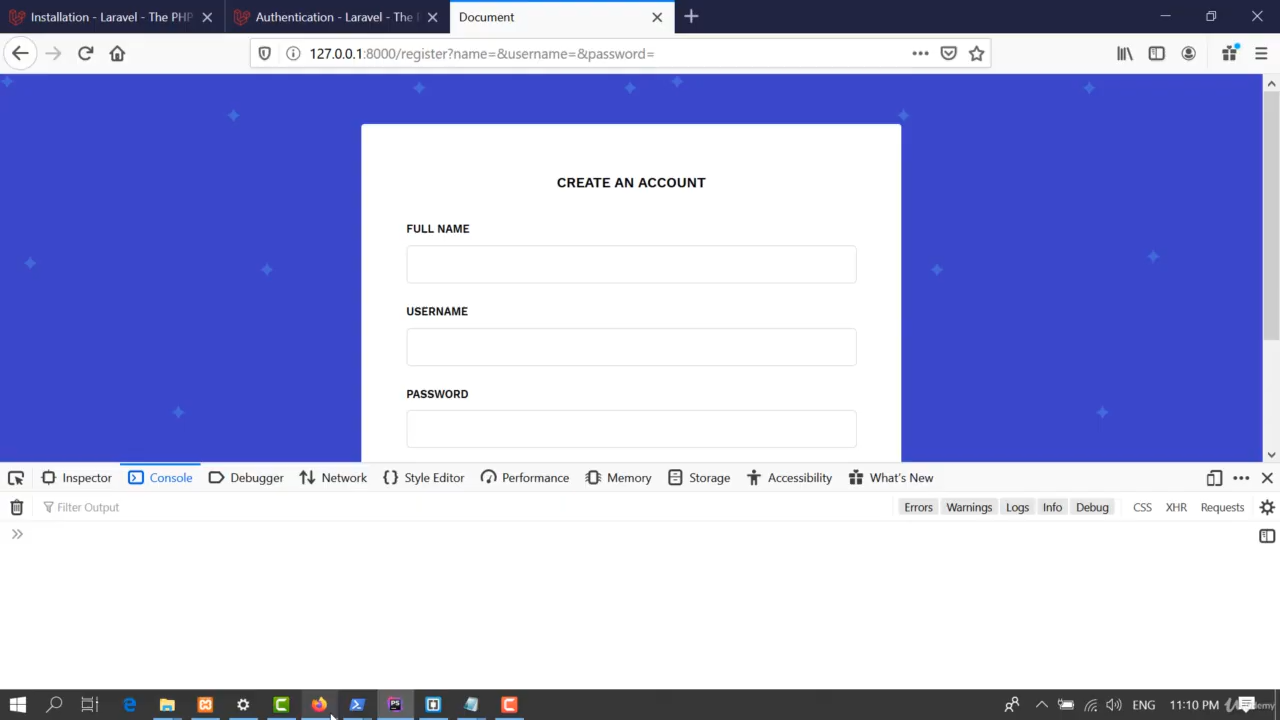 Installation - Laravel - The PHP
Authentication - Laravel - The P
Document
127.0.0.1:8000/register?name=&username=&password=
CREATE AN ACCOUNT
FULL NAME
USERNAME
PASSWORD
Inspector
Console
Debugger
Network
Style Editor
Performance
Memory
Storage
Accessibility
What's New
Filter Output
Errors
Warnings
Logs
Info
Debug
CSS
XHR
Requests
PS
ENG
11:10 PM
Udemy